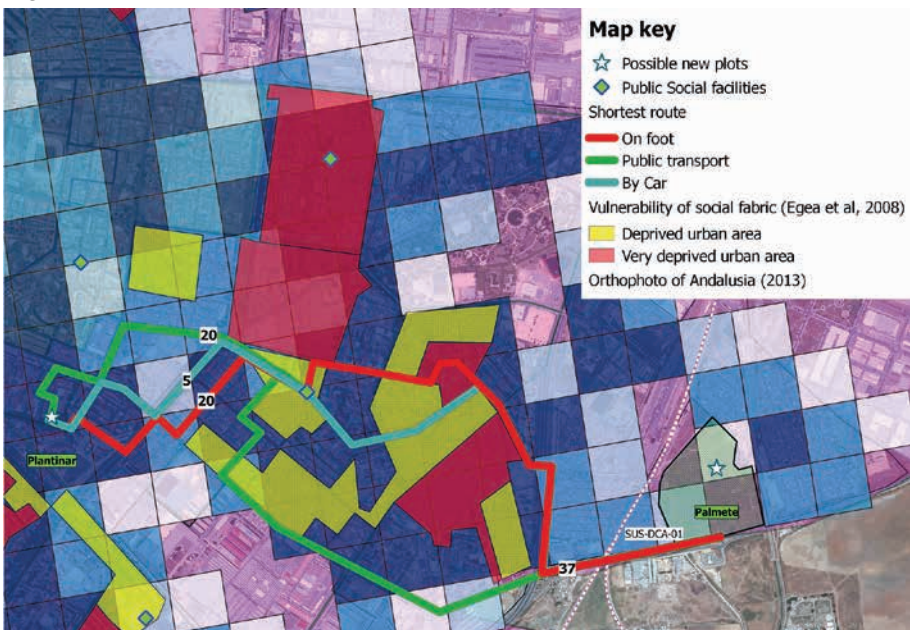 Map key
Possible new plots
Public Social facilities
Shortest route
On foot
Public transport
By Car
Vulnerability of social fabric (Egea et al, 2008)
Deprived urban area
Very deprived urban area
Orthophoto of Andalusia (2013)
20
5
20
Plantinar
Palmete
SUS-DCA-01
37